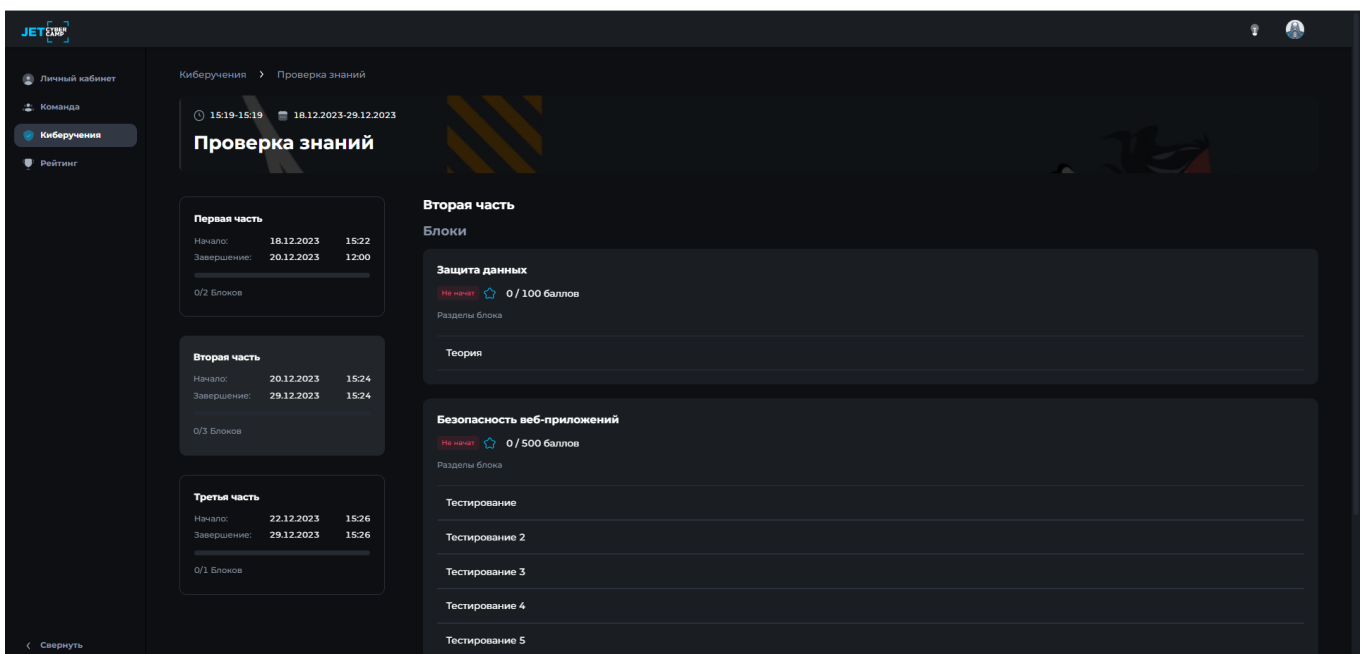 JET CYBER CAMP
Личный кабинет
Команда
Киберучения
Рейтинг
Свернуть
Киберучения > Проверка знаний
15:19-15:19 18.12.2023-29.12.2023
Проверка знаний
Первая часть
Начало: 18.12.2023 15:22
Завершение: 20.12.2023 12:00
0/2 Блоков
Вторая часть
Начало: 20.12.2023 15:24
Завершение: 29.12.2023 15:24
0/3 Блоков
Третья часть
Начало: 22.12.2023 15:26
Завершение: 29.12.2023 15:26
0/1 Блоков
Вторая часть
Блоки
Защита данных
Не начат 0 / 100 баллов
Разделы блока
Теория
Безопасность веб-приложений
Не начат 0 / 500 баллов
Разделы блока
Тестирование
Тестирование 2
Тестирование 3
Тестирование 4
Тестирование 5